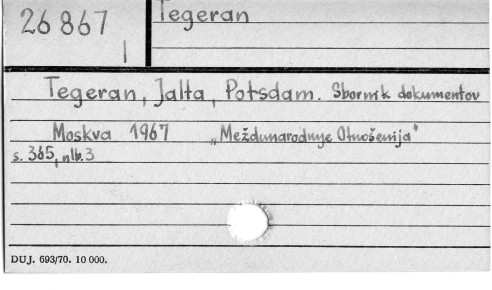 26 867
I
Tegeran
Tegeran, Jalta, Potsdam. Sbornik dokumentov
Moskva 1967 „Meždunarodnye Otnošenija"
s. 365, nlb. 3
DUJ. 693/70. 10 000.